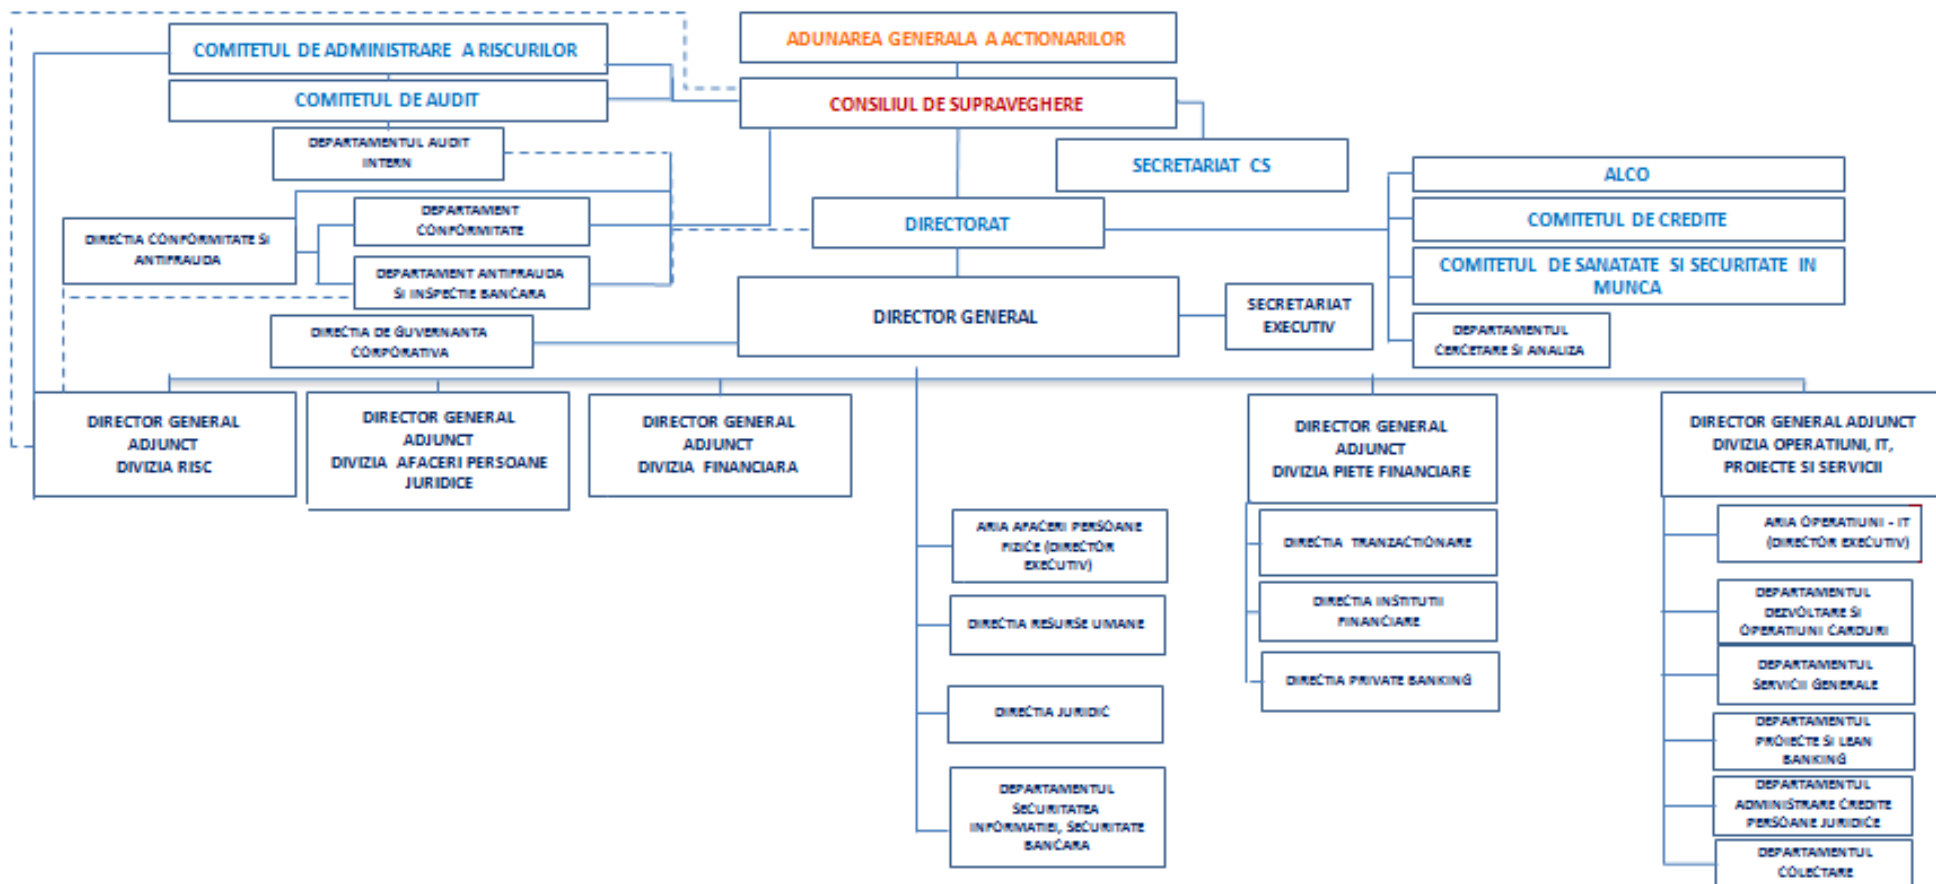 COMITETUL DE ADMINISTRARE A RISCURILOR
ADUNAREA GENERALA A ACTIONARILOR
COMITETUL DE AUDIT
CONSILIUL DE SUPRAVEGHERE
DEPARTAMENTUL AUDIT
INTERN
SECRETARIAT CS
ALCO
DEPARTAMENT
CONFORMITATE
DIRECTORAT
COMITETUL DE CREDITE
DIRECTIA CONFORMITATE SI
ANTIFRAUDA
DEPARTAMENT ANTIFRAUDA
SI INSPECTIE BANCARA
COMITETUL DE SANATATE SI SECURITATE IN
MUNCA
DIRECTOR GENERAL
SECRETARIAT
EXECUTIV
DIRECTIA DE GUVERNANTA
CORPORATIVA
DEPARTAMENTUL
CERCETARE SI ANALIZA
DIRECTOR GENERAL
ADJUNCT
DIVIZIA RISC
DIRECTOR GENERAL
ADJUNCT
DIVIZIA AFACERI PERSOANE
JURIDICE
DIRECTOR GENERAL
ADJUNCT
DIVIZIA FINANCIARA
DIRECTOR GENERAL
ADJUNCT
DIVIZIA PIETE FINANCIARE
DIRECTOR GENERAL ADJUNCT
DIVIZIA OPERATIUNI, IT,
PROIECTE SI SERVICII
ARIA AFACERI PERSOANE
FIZICE (DIRECTOR
EXECUTIV)
DIRECTIA RESURSE UMANE
DIRECTIA JURIDIC
DEPARTAMENTUL
SECURITATEA
INFORMATIEI, SECURITATE
BANCARA
DIRECTIA TRANZACTIONARE
DIRECTIA INSTITUTII
FINANCIARE
DIRECTIA PRIVATE BANKING
ARIA OPERATIUNI - IT
(DIRECTOR EXECUTIV)
DEPARTAMENTUL
DEZVOLTARE SI
OPERATIUNI CARDURI
DEPARTAMENTUL
SERVICII GENERALE
DEPARTAMENTUL
PROIECTE SI LEAN
BANKING
DEPARTAMENTUL
ADMINISTRARE CREDITE
PERSOANE JURIDICE
DEPARTAMENTUL
COLECTARE